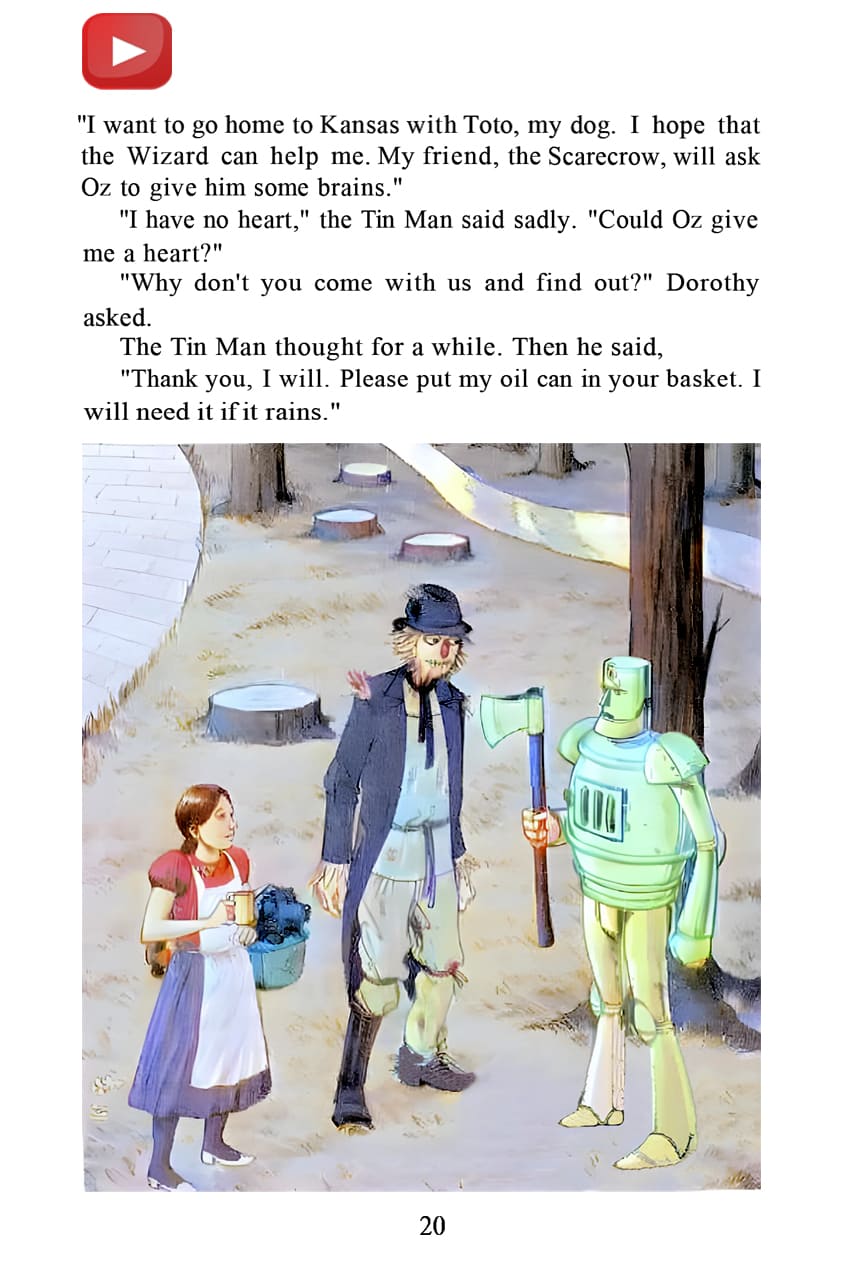 "I want to go home to Kansas with Toto, my dog. I hope that
the Wizard can help me. My friend, the Scarecrow, will ask
Oz to give him some brains."
"I have no heart," the Tin Man said sadly. "Could Oz give
me a heart?"
"Why don't you come with us and find out?" Dorothy
asked.
The Tin Man thought for a while. Then he said,
"Thank you, I will. Please put my oil can in your basket. I
will need it if it rains."
20